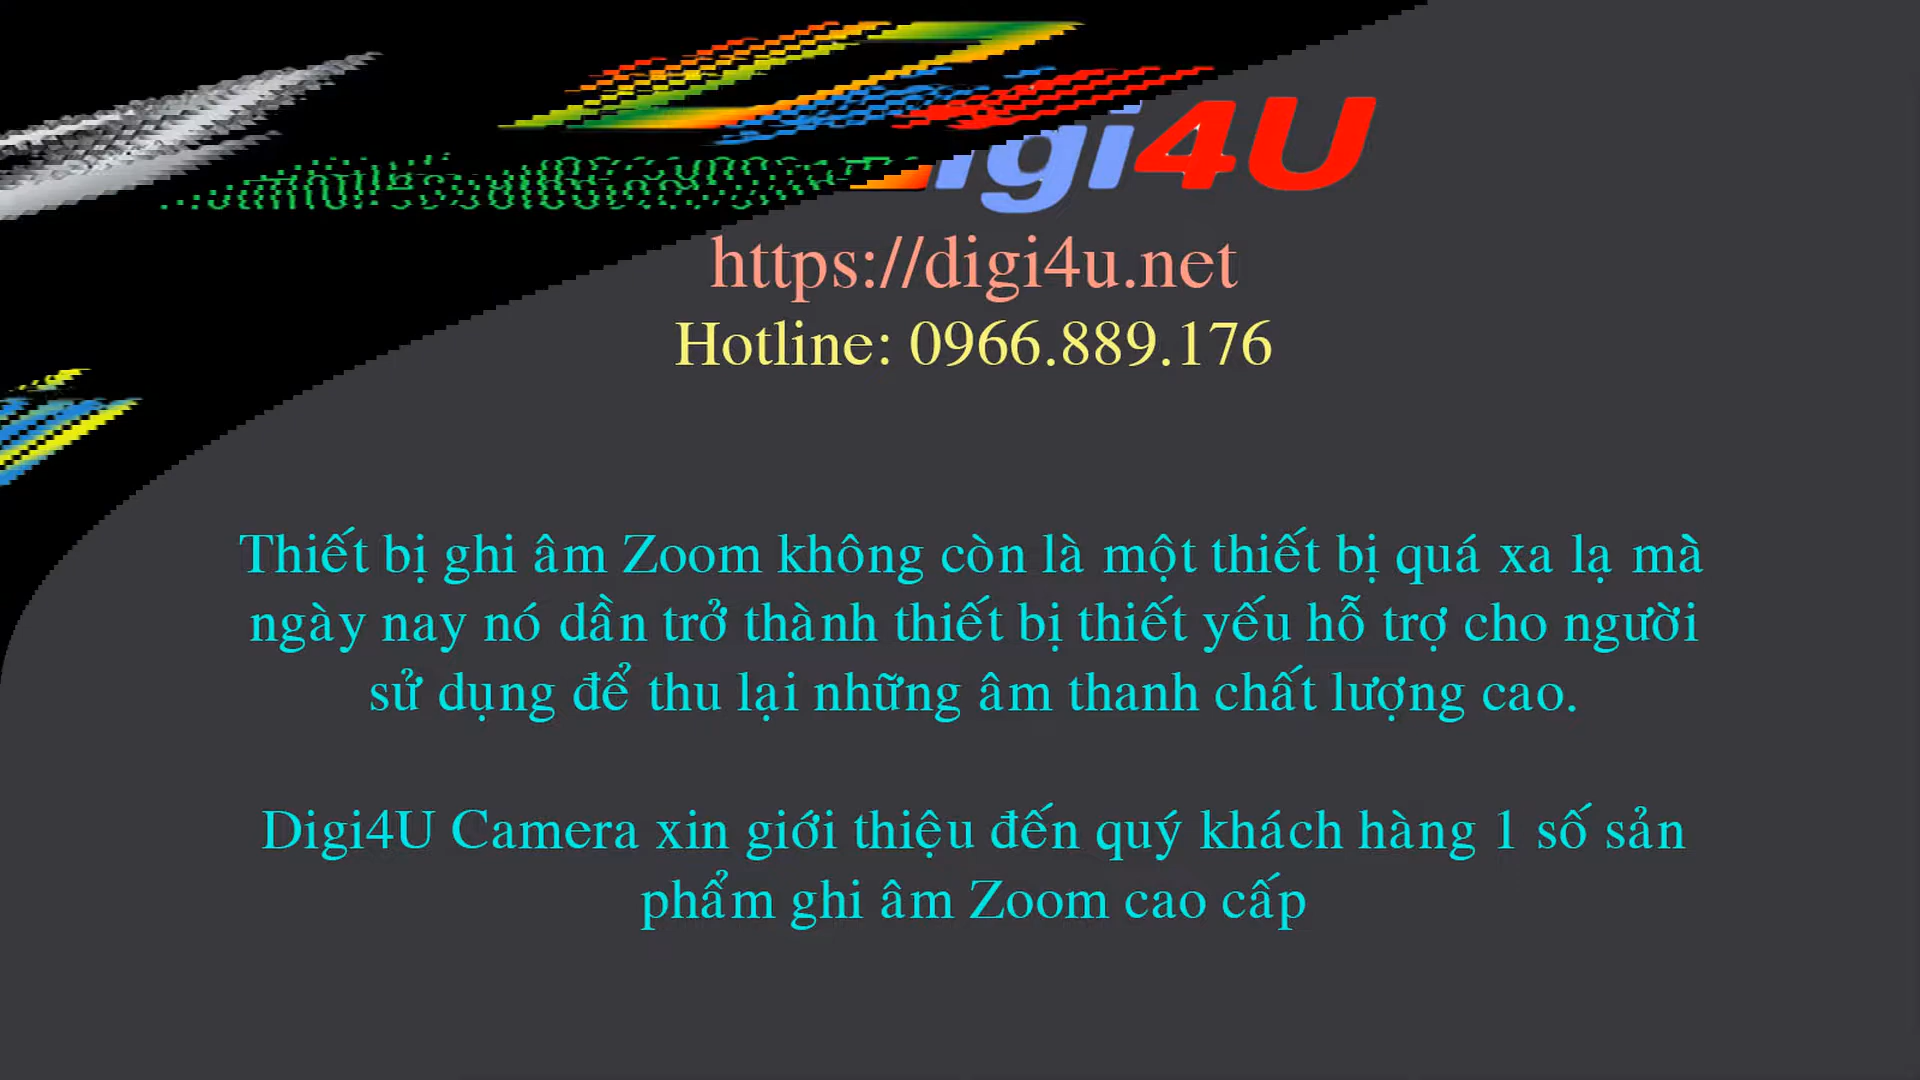 igi4U
https://digi4u.net
Hotline: 0966.889.176
Thiết bị ghi âm Zoom không còn là một thiết bị quá xa lạ mà
ngày nay nó dần trở thành thiết bị thiết yếu hỗ trợ cho người
sử dụng để thu lại những âm thanh chất lượng cao.
Digi4U Camera xin giới thiệu đến quý khách hàng 1 số sản
phẩm ghi âm Zoom cao cấp